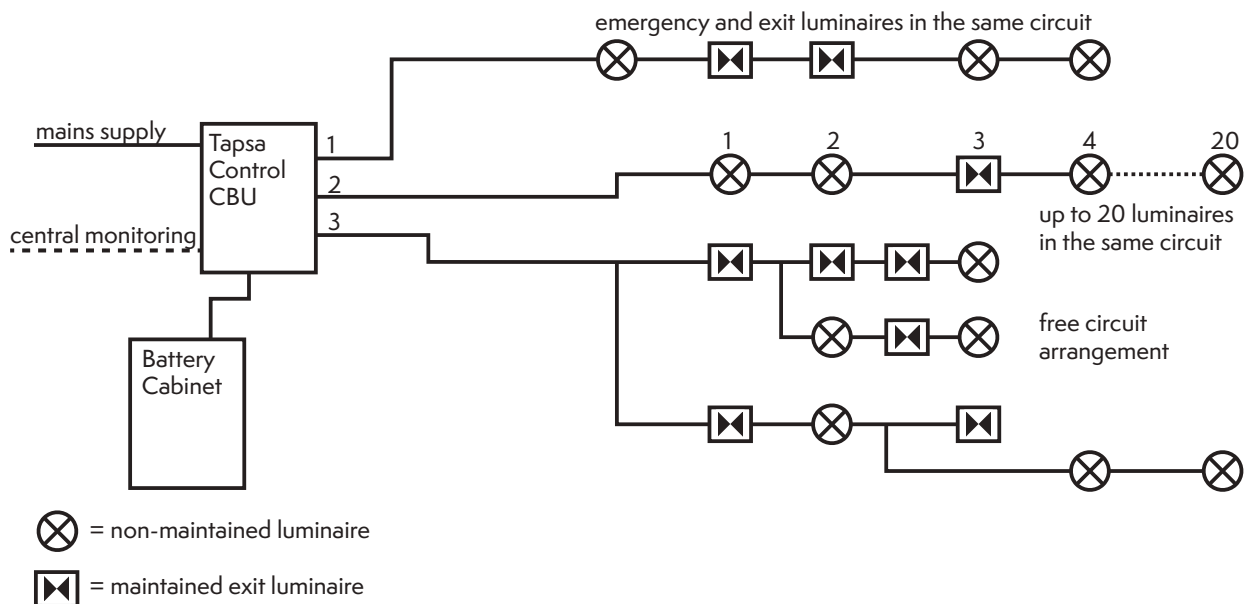 emergency and exit luminaires in the same circuit
mains supply
Tapsa
Control
CBU
1
2
3
central monitoring
1
2
3
4
20
up to 20 luminaires
in the same circuit
free circuit
arrangement
Battery
Cabinet
= non-maintained luminaire
= maintained exit luminaire